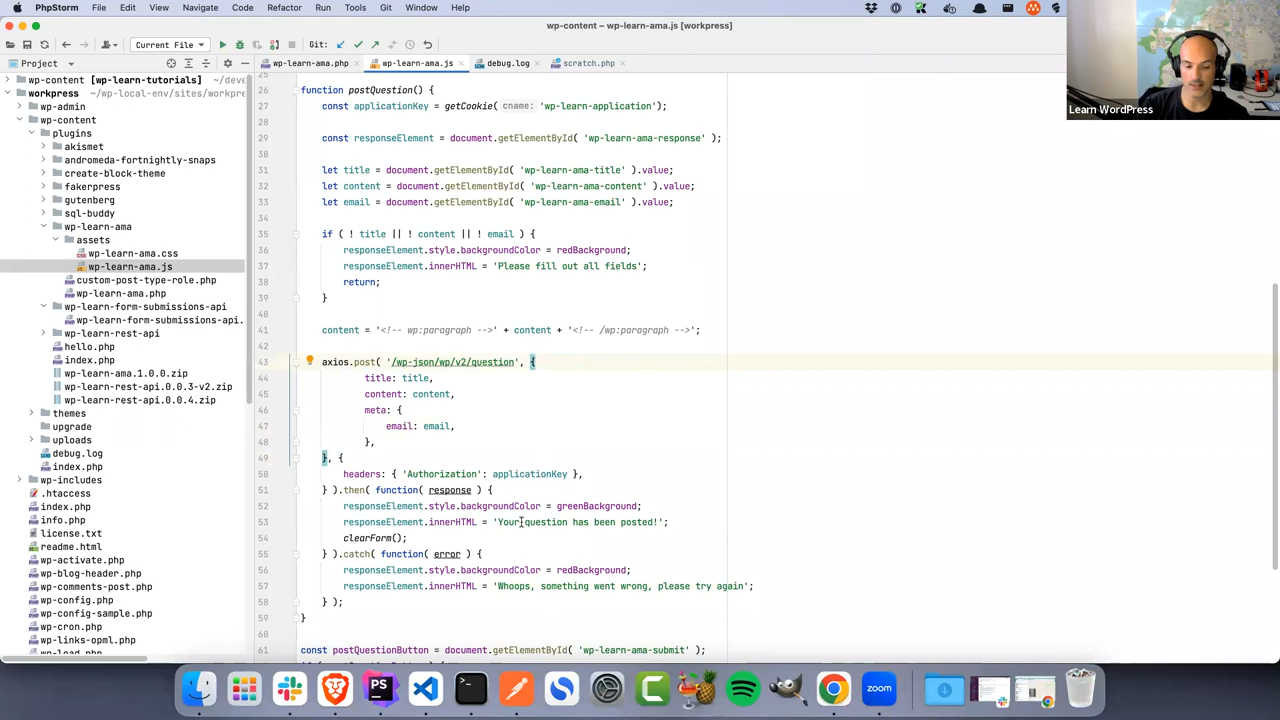 PhpStorm File Edit View Navigate Code Refactor Run Tools Git Window Help
wp-content – wp-learn-ama.js [workpress]
Current File
Git:
Project
wp-learn-ama.php
wp-learn-ama.js
debug.log
scratch.php
Learn WordPress
wp-content [wp-learn-tutorials] ~/deve
workpress ~/wp-local-env/sites/workpre
wp-admin
wp-content
plugins
akismet
andromeda-fortnightly-snaps
create-block-theme
fakerpress
gutenberg
sql-buddy
wp-learn-ama
assets
wp-learn-ama.css
wp-learn-ama.js
custom-post-type-role.php
wp-learn-ama.php
wp-learn-form-submissions-api
wp-learn-form-submissions-api.
wp-learn-rest-api
hello.php
index.php
wp-learn-ama.1.0.0.zip
wp-learn-rest-api.0.0.3-v2.zip
wp-learn-rest-api.0.0.4.zip
themes
upgrade
uploads
debug.log
index.php
wp-includes
.htaccess
index.php
info.php
license.txt
readme.html
wp-activate.php
wp-blog-header.php
wp-comments-post.php
wp-config.php
wp-config-sample.php
wp-cron.php
wp-links-opml.php
wp-load.php
25
26 function postQuestion() {
27 const applicationKey = getCookie( cname: 'wp-learn-application');
28
29 const responseElement = document.getElementById( 'wp-learn-ama-response' );
30
31 let title = document.getElementById( 'wp-learn-ama-title' ).value;
32 let content = document.getElementById( 'wp-learn-ama-content' ).value;
33 let email = document.getElementById( 'wp-learn-ama-email' ).value;
34
35 if ( ! title || ! content || ! email ) {
36 responseElement.style.backgroundColor = redBackground;
37 responseElement.innerHTML = 'Please fill out all fields';
38 return;
39 }
40
41 content = '<!-- wp:paragraph -->' + content + '<!-- /wp:paragraph -->';
42
43 axios.post( '/wp-json/wp/v2/question', {
44 title: title,
45 content: content,
46 meta: {
47 email: email,
48 },
49 }, {
50 headers: { 'Authorization': applicationKey },
51 } ).then( function( response ) {
52 responseElement.style.backgroundColor = greenBackground;
53 responseElement.innerHTML = 'Your question has been posted!';
54 clearForm();
55 } ).catch( function( error ) {
56 responseElement.style.backgroundColor = redBackground;
57 responseElement.innerHTML = 'Whoops, something went wrong, please try again';
58 } );
59 }
60
61 const postQuestionButton = document.getElementById( 'wp-learn-ama-submit' );
PS
zoom